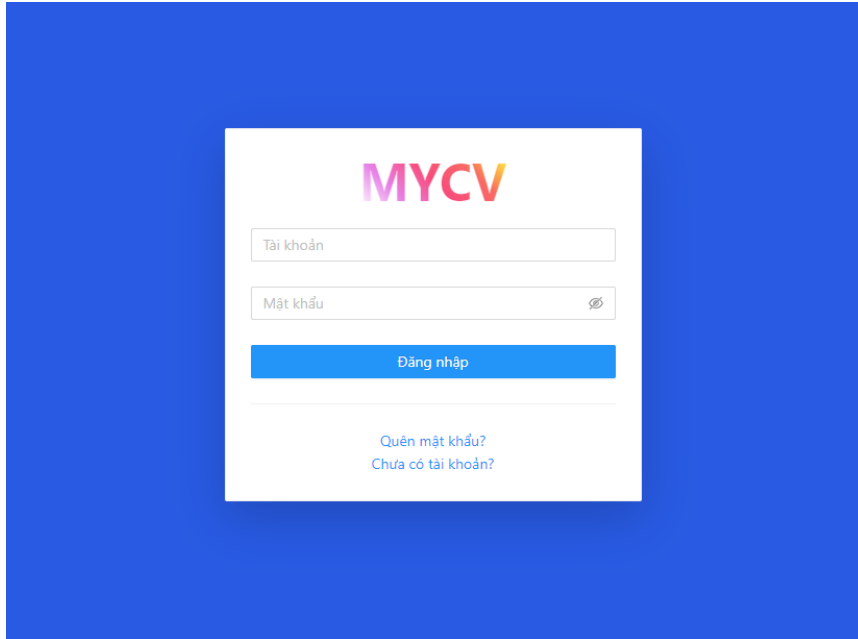 MYCV
Tài khoản
Mật khẩu
Đăng nhập
Quên mật khẩu?
Chưa có tài khoản?